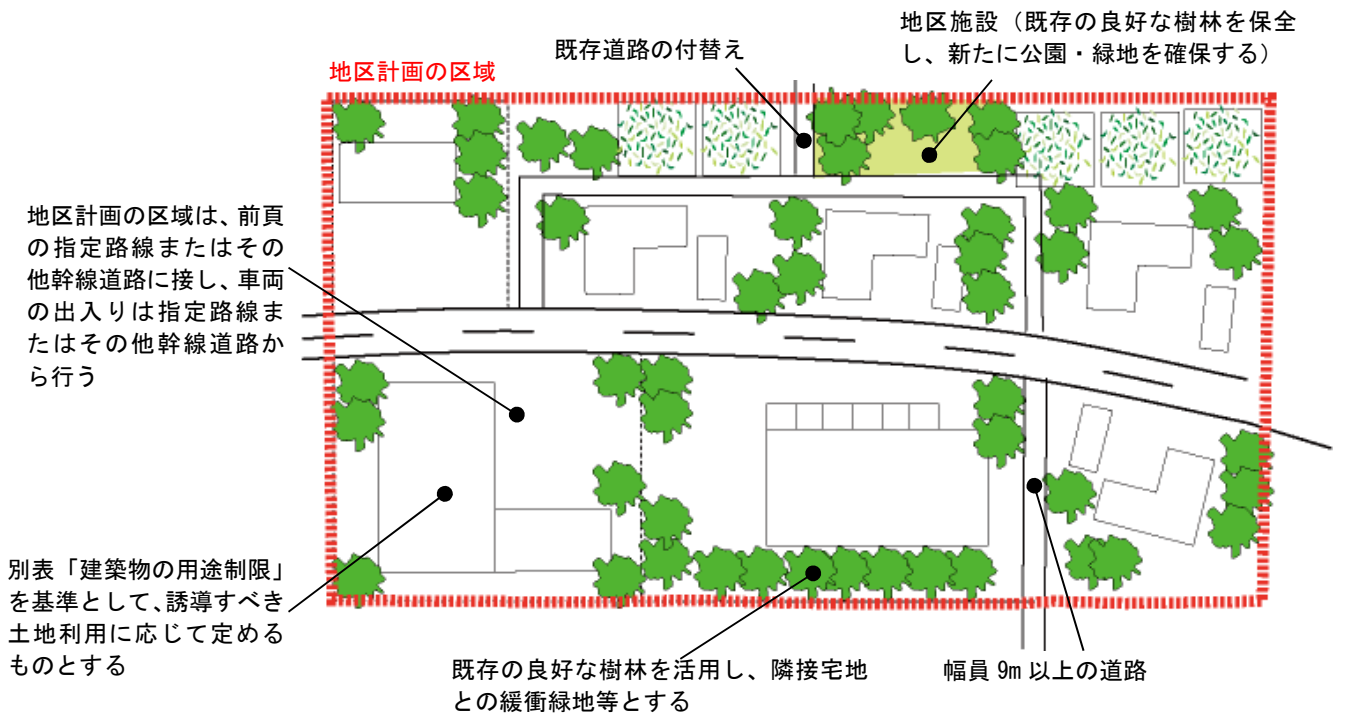 地区施設（既存の良好な樹林を保全
し、新たに公園・緑地を確保する）
既存道路の付替え
地区計画の区域
地区計画の区域は、前頁
の指定路線またはその
他幹線道路に接し、車両
の出入りは指定路線ま
たはその他幹線道路か
ら行う
別表「建築物の用途制限」
を基準として、誘導すべき
土地利用に応じて定める
ものとする
既存の良好な樹林を活用し、隣接宅地
との緩衝緑地等とする
幅員 9m 以上の道路